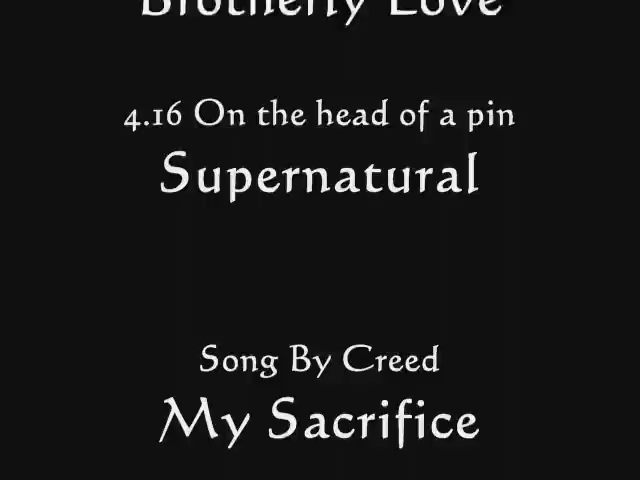 Brotherly Love
4.16 On the head of a pin
Supernatural
Song By Creed
My Sacrifice